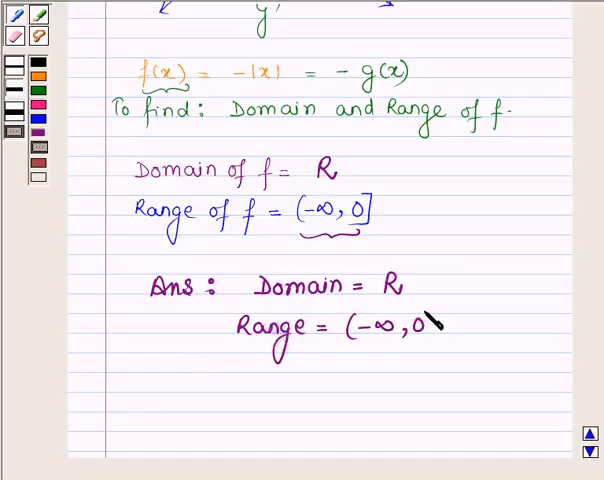 y'
f(x) = -|x| = - g(x)
To find: Domain and Range of f.
Domain of f = R
Range of f = (-∞, 0]
Ans: Domain = R
Range = (-∞, 0